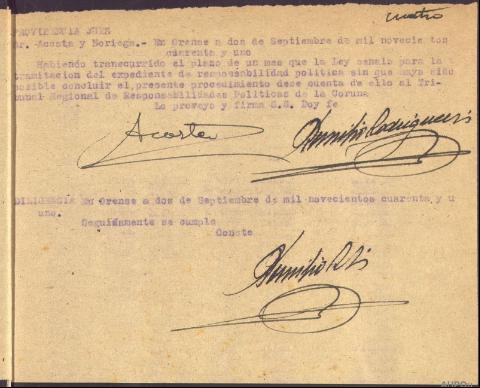 cuatro
PROVIDENCIA JUEZ
Sr. Acosta y Noriega.- En Orense a dos de Septiembre de mil novecientos
cuarenta y uno
Habiendo transcurrido el plazo de un mes que la Ley señala para la
tramitacion del expediente de responsabilidad politica sin que haya sido
posible concluir el presente procedimiento dese cuenta de ello al Tri-
bunal Regional de Responsabilidades Politicas de la Coruña
Lo proveyo y firma S.S. Doy fe
Acosta
DILIGENCIA En Orense a dos de Septiembre de mil novecientos cuarenta y u
uno.
Seguidamente se cumple
Conste